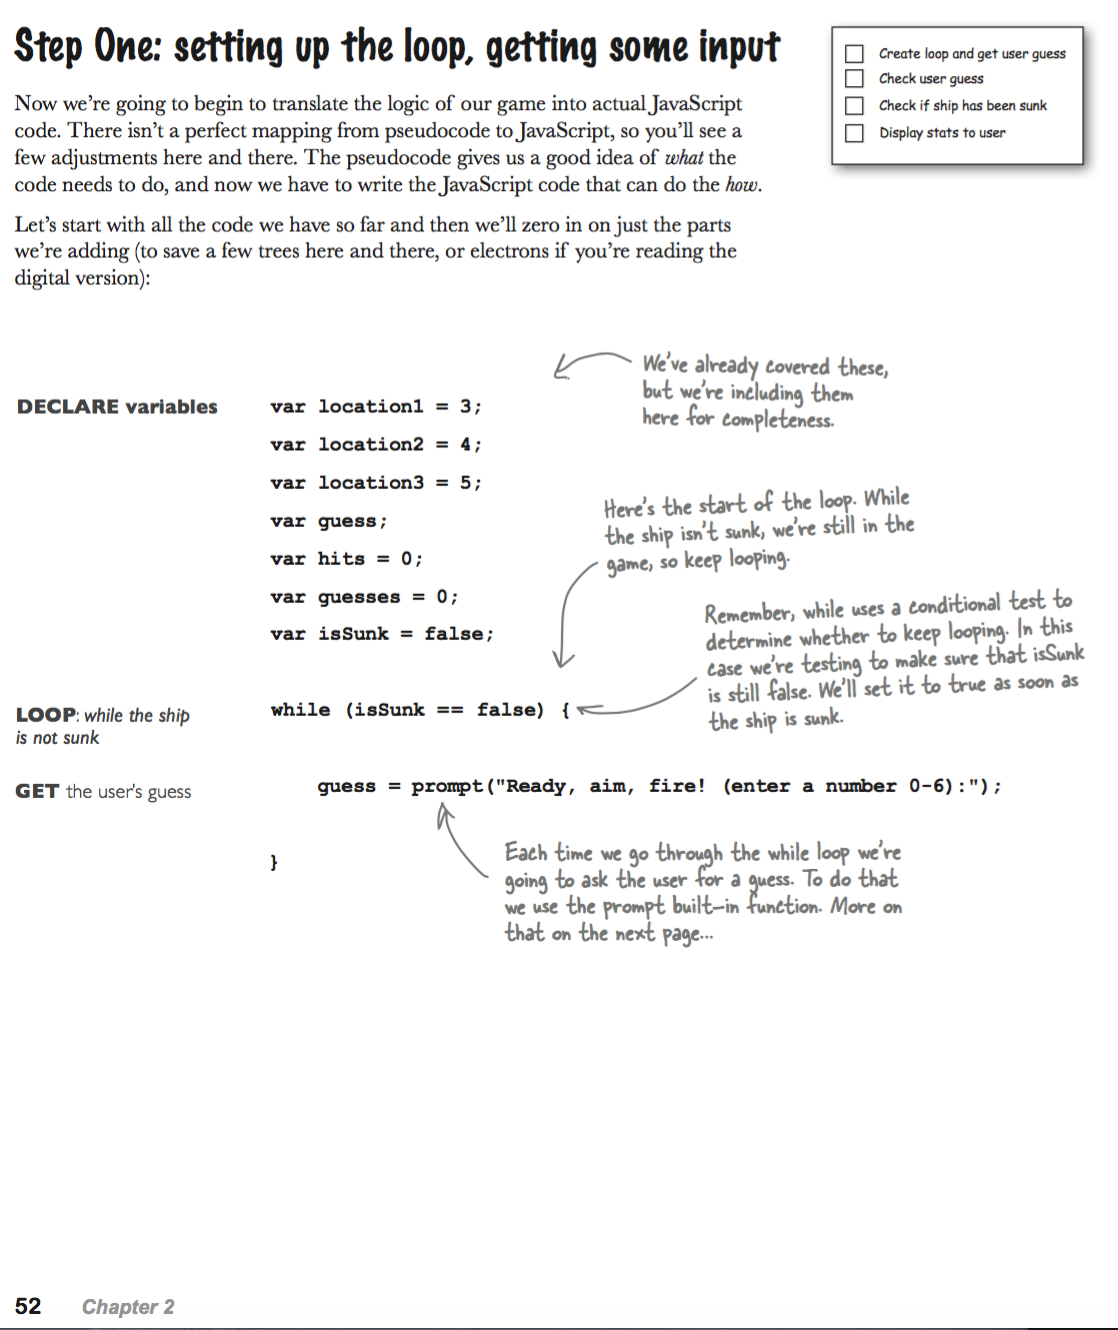 Step One: setting up the loop, getting some input
Create loop and get user guess
Check user guess
Check if ship has been sunk
Display stats to user
Now we're going to begin to translate the logic of our game into actual JavaScript
code. There isn't a perfect mapping from pseudocode to JavaScript, so you'll see a
few adjustments here and there. The pseudocode gives us a good idea of what the
code needs to do, and now we have to write the JavaScript code that can do the how.
Let's start with all the code we have so far and then we'll zero in on just the parts
we're adding (to save a few trees here and there, or electrons if you're reading the
digital version):
We've already covered these,
but we're including them
here for completeness.
DECLARE variables
var location1 = 3;
var location2 = 4;
var location3 = 5;
var guess;
var hits = 0;
var guesses = 0;
var isSunk = false;
Here's the start of the loop. While
the ship isn't sunk, we're still in the
game, so keep looping.
Remember, while uses a conditional test to
determine whether to keep looping. In this
case we're testing to make sure that isSunk
is still false. We'll set it to true as soon as
the ship is sunk.
LOOP: while the ship
is not sunk
while (isSunk == false) {
GET the user's guess
guess = prompt("Ready, aim, fire! (enter a number 0-6):");
}
Each time we go through the while loop we're
going to ask the user for a guess. To do that
we use the prompt built-in function. More on
that on the next page...
52 Chapter 2